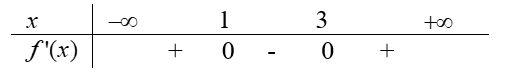 x −∞ 1 3 +∞
f'(x) + 0 - 0 +